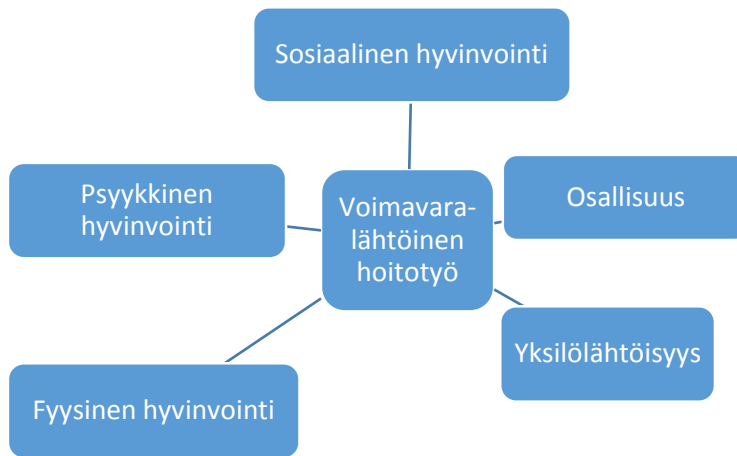 Sosiaalinen hyvinvointi
Psyykkinen
hyvinvointi
Voimavara-
lähtöinen
hoitotyö
Osallisuus
Yksilölähtöisyys
Fyysinen hyvinvointi